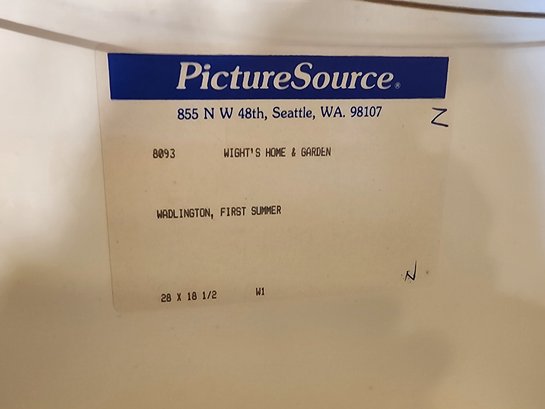 PictureSource®
855 N W 48th, Seattle, WA. 98107
N
8093 WIGHT'S HOME & GARDEN
WADLINGTON, FIRST SUMMER
N
28 X 18 1/2 W1